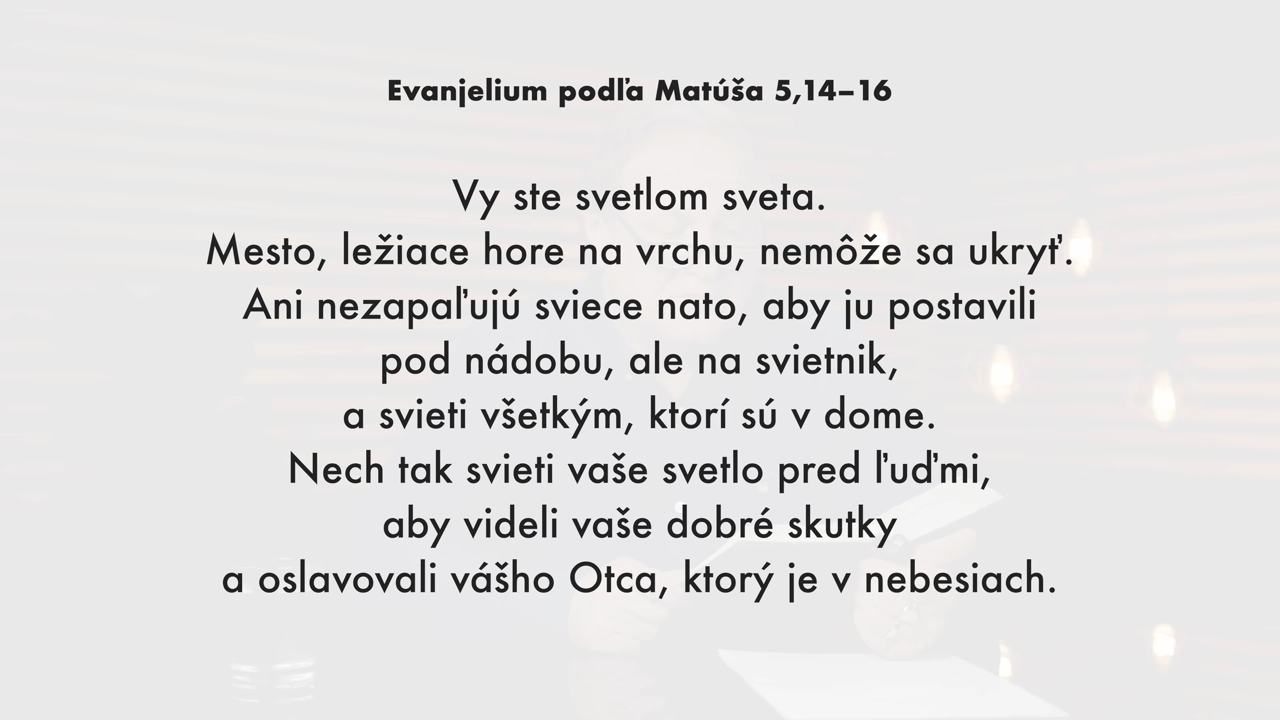 Evanjelium podľa Matúša 5,14–16
Vy ste svetlom sveta.
Mesto, ležiace hore na vrchu, nemôže sa ukryť.
Ani nezapaľujú sviece nato, aby ju postavili
pod nádobu, ale na svietnik,
a svieti všetkým, ktorí sú v dome.
Nech tak svieti vaše svetlo pred ľuďmi,
aby videli vaše dobré skutky
a oslavovali vášho Otca, ktorý je v nebesiach.